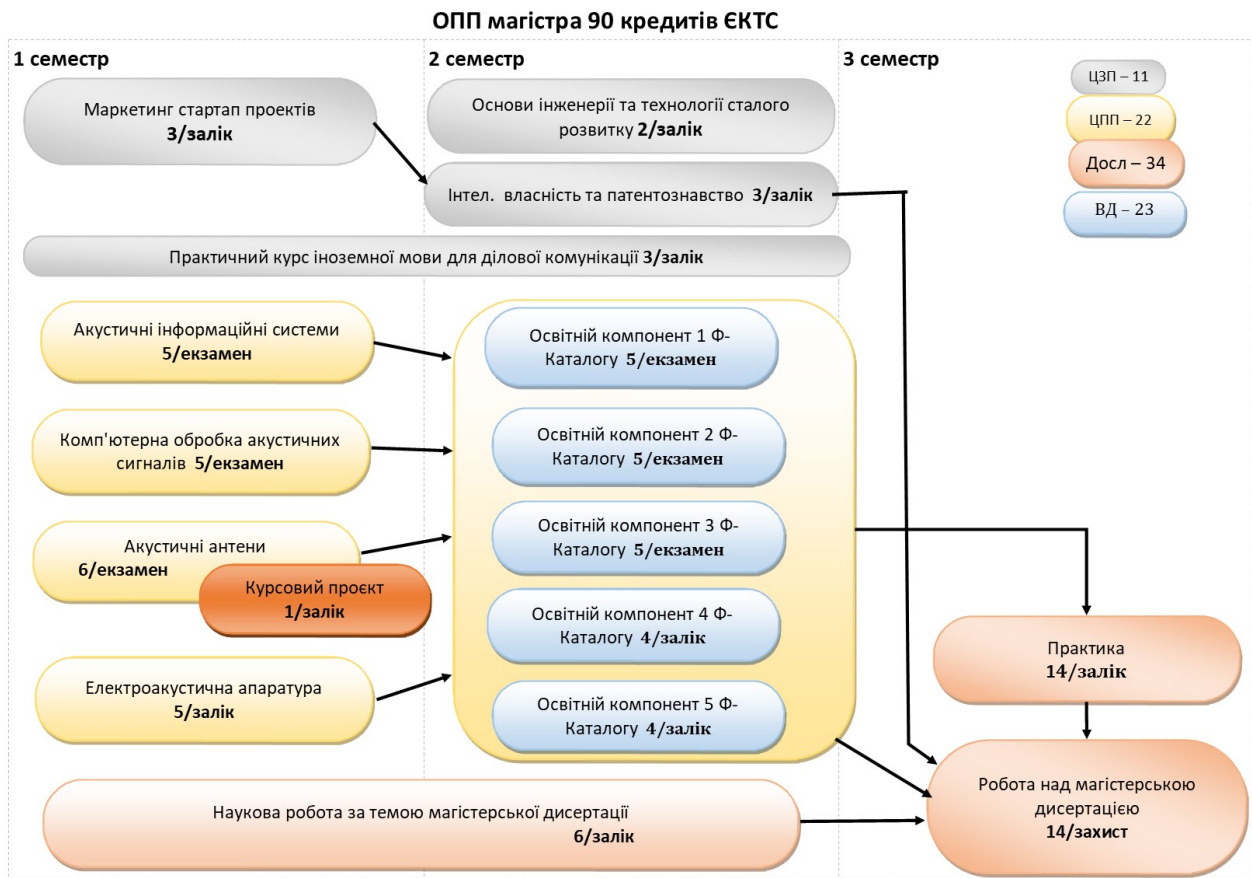 ОПП магістра 90 кредитів ЄКТС
1 семестр
2 семестр
3 семестр
Маркетинг стартап проектів
3/залік
Основи інженерії та технології сталого
розвитку 2/залік
Інтел. власність та патентознавство 3/залік
Практичний курс іноземної мови для ділової комунікації 3/залік
ЦЗП – 11
ЦПП – 22
Досл – 34
ВД – 23
Акустичні інформаційні системи
5/екзамен
Комп'ютерна обробка акустичних
сигналів 5/екзамен
Акустичні антени
6/екзамен
Курсовий проєкт
1/залік
Електроакустична апаратура
5/залік
Освітній компонент 1 Ф-
Каталогу 5/екзамен
Освітній компонент 2 Ф-
Каталогу 5/екзамен
Освітній компонент 3 Ф-
Каталогу 5/екзамен
Освітній компонент 4 Ф-
Каталогу 4/залік
Освітній компонент 5 Ф-
Каталогу 4/залік
Практика
14/залік
Наукова робота за темою магістерської дисертації
6/залік
Робота над магістерською
дисертацією
14/захист